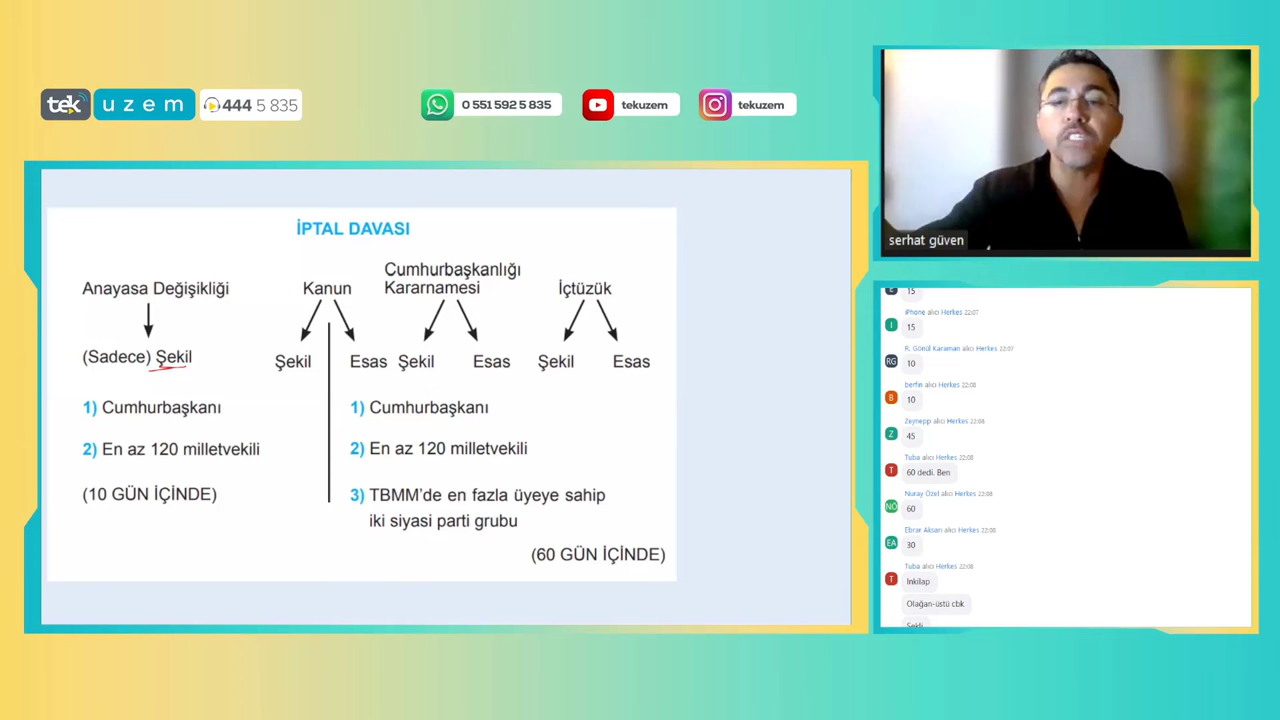 tek uzem 444 5 835
0 551 592 5 835 tekuzem tekuzem
İPTAL DAVASI
Anayasa Değişikliği
Kanun
Cumhurbaşkanlığı
Kararnamesi
İçtüzük
(Sadece) Şekil
Şekil Esas Şekil Esas Şekil Esas
1) Cumhurbaşkanı
2) En az 120 milletvekili
(10 GÜN İÇİNDE)
1) Cumhurbaşkanı
2) En az 120 milletvekili
3) TBMM'de en fazla üyeye sahip
iki siyasi parti grubu
(60 GÜN İÇİNDE)
serhat güven
15
iPhone alıcı Herkes 22:07
I 15
R. Gönül Karaman alıcı Herkes 22:07
RG 10
berfin alıcı Herkes 22:08
B 10
Zeynepp alıcı Herkes 22:08
Z 45
Tuba alıcı Herkes 22:08
T 60 dedi. Ben
Nuray Özel alıcı Herkes 22:08
NÖ 60
Ebrar Aksarı alıcı Herkes 22:08
EA 30
Tuba alıcı Herkes 22:08
T İnkilap
Olağan-üstü cbk